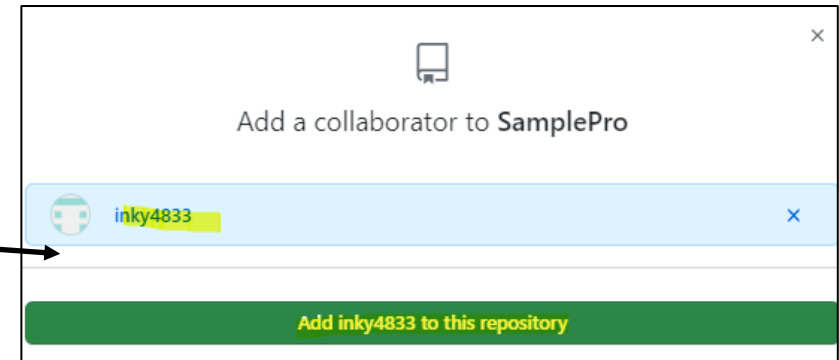 Add a collaborator to SamplePro
inky4833
Add inky4833 to this repository